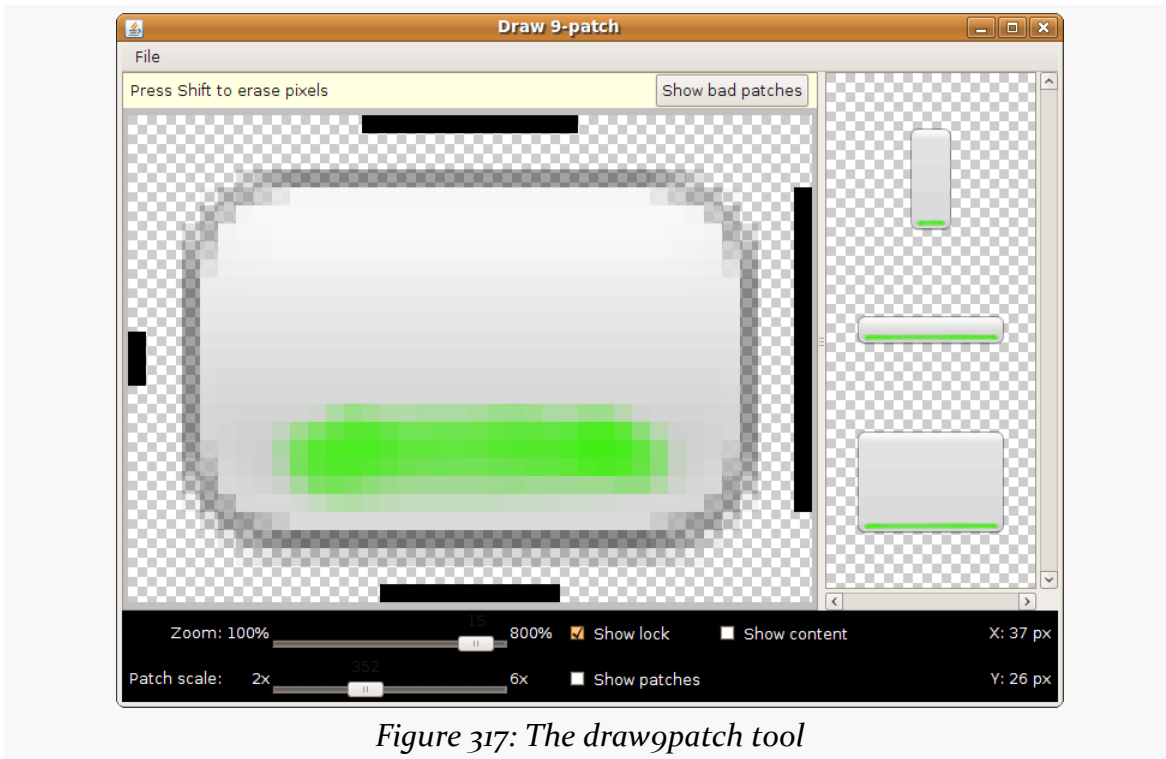 Draw 9-patch
File
Press Shift to erase pixels
Show bad patches
15
Zoom: 100% 800% Show lock Show content X: 37 px
352
Patch scale: 2x 6x Show patches Y: 26 px
Figure 317: The draw9patch tool